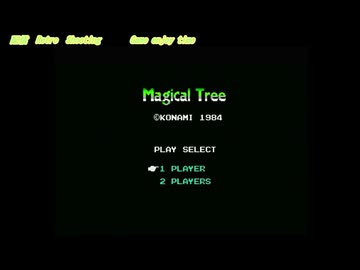 Retro Shooting Game enjoy time
Magical Tree
©KONAMI 1984
PLAY SELECT
1 PLAYER
2 PLAYERS